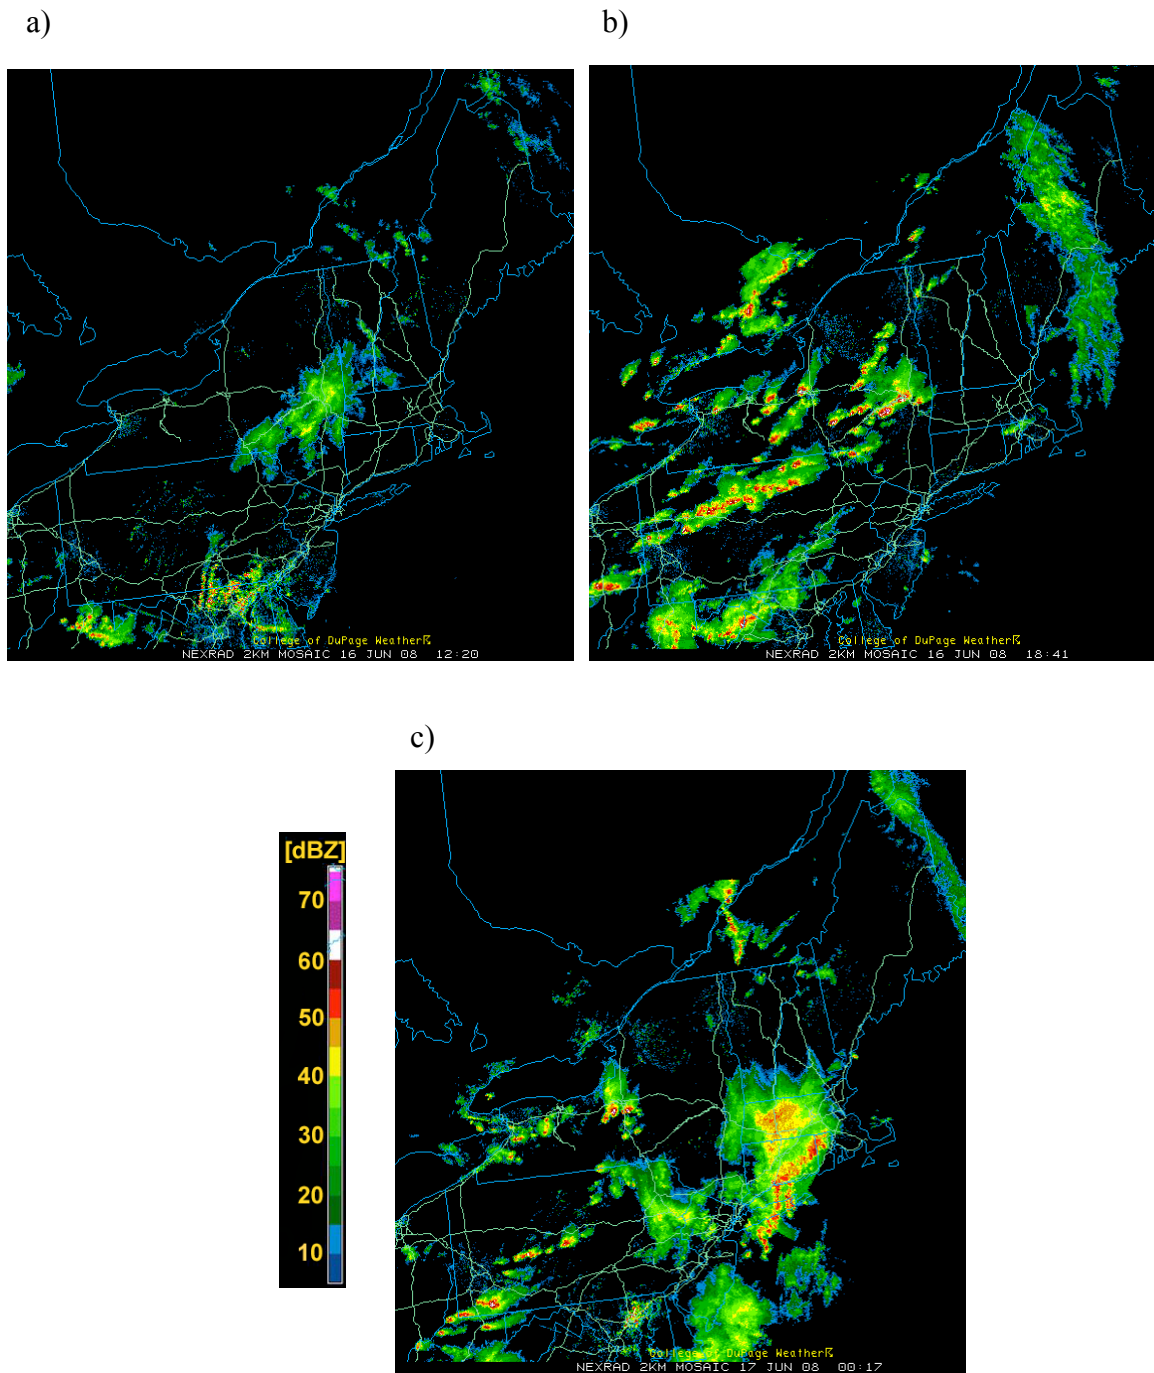 a)
b)
College of DuPage Weather
NEXRAD 2KM MOSAIC 16 JUN 08 12:20
College of DuPage Weather
NEXRAD 2KM MOSAIC 16 JUN 08 18:41
c)
[dBZ]
70
60
50
40
30
20
10
College of DuPage Weather
NEXRAD 2KM MOSAIC 17 JUN 08 00:17